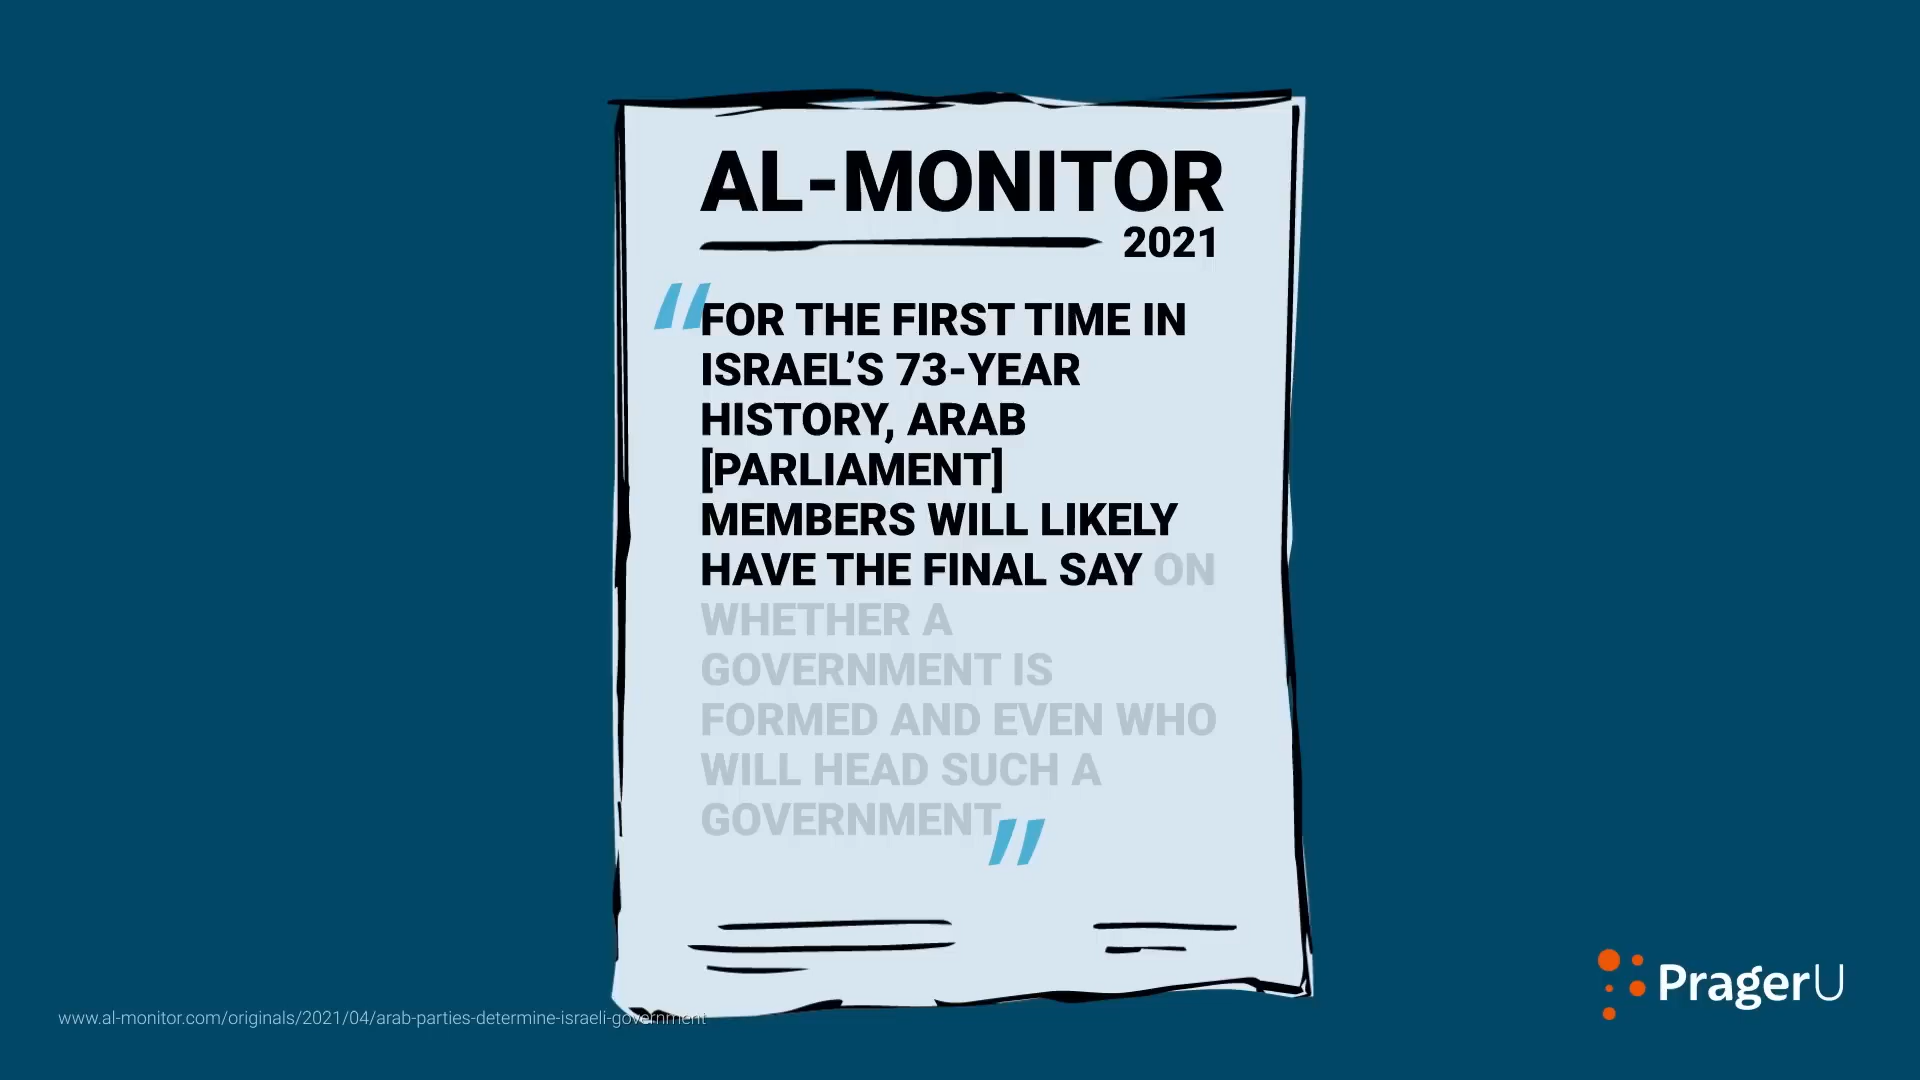 AL-MONITOR
2021
"FOR THE FIRST TIME IN
ISRAEL’S 73-YEAR
HISTORY, ARAB
[PARLIAMENT]
MEMBERS WILL LIKELY
HAVE THE FINAL SAY ON
WHETHER A
GOVERNMENT IS
FORMED AND EVEN WHO
WILL HEAD SUCH A
GOVERNMENT"
www.al-monitor.com/originals/2021/04/arab-parties-determine-israeli-government
PragerU